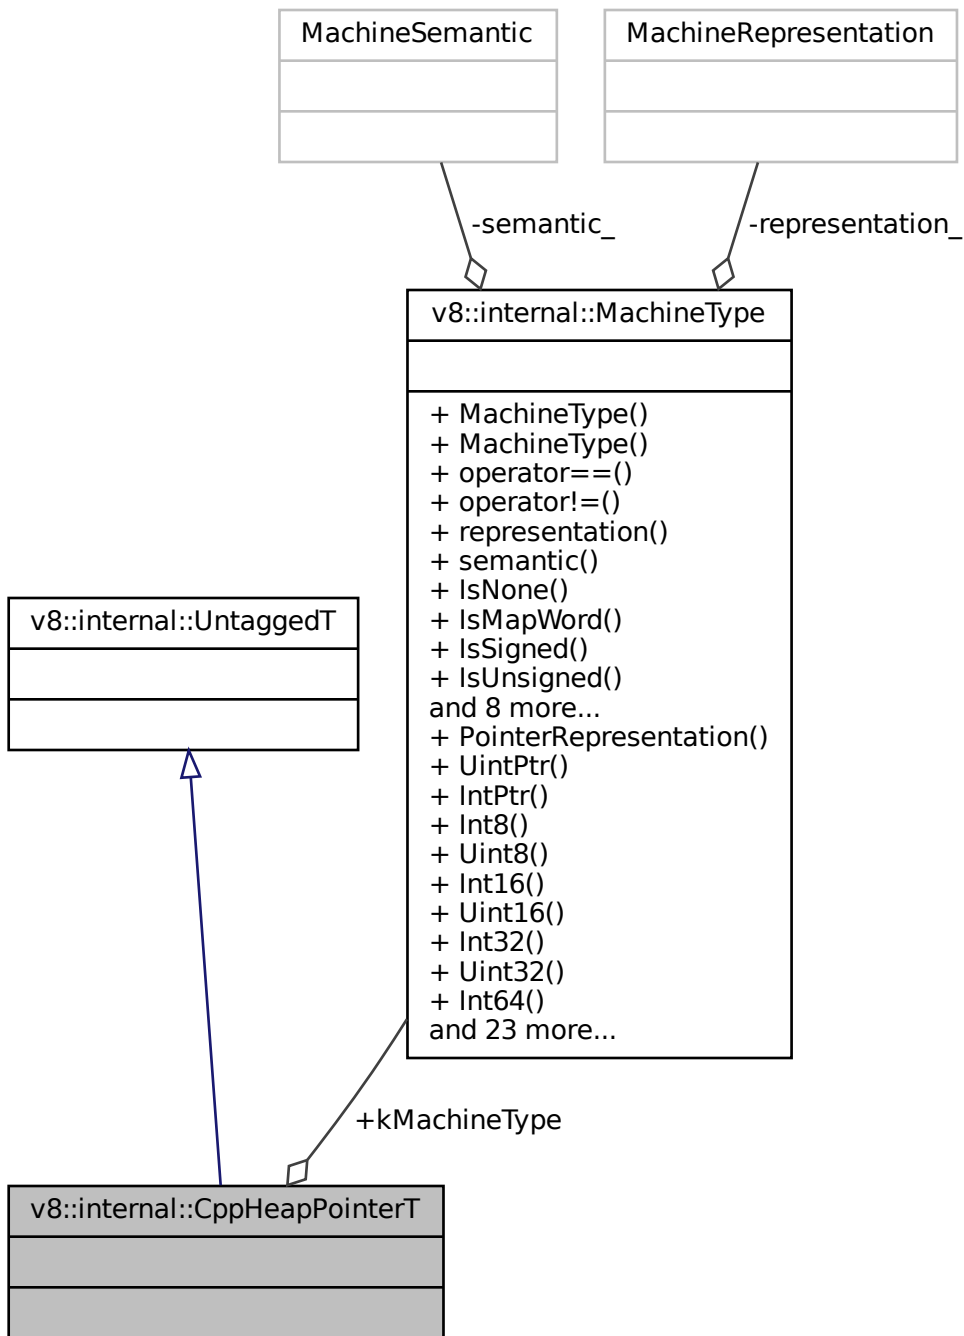 MachineSemantic
MachineRepresentation
-semantic_
-representation_
v8::internal::MachineType
+ MachineType()
+ MachineType()
+ operator==()
+ operator!=()
+ representation()
+ semantic()
+ IsNone()
+ IsMapWord()
+ IsSigned()
+ IsUnsigned()
and 8 more...
+ PointerRepresentation()
+ UintPtr()
+ IntPtr()
+ Int8()
+ Uint8()
+ Int16()
+ Uint16()
+ Int32()
+ Uint32()
+ Int64()
and 23 more...
v8::internal::UntaggedT
+kMachineType
v8::internal::CppHeapPointerT